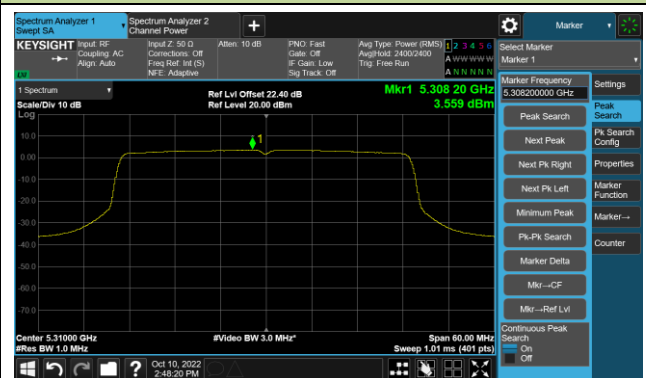 Spectrum Analyzer 1
Swept SA
Spectrum Analyzer 2
Channel Power
Marker
KEYSIGHT
Input: RF
Coupling: AC
Align: Auto
Input Z: 50 Ω
Corrections: Off
Freq Ref: Int (S)
NFE: Adaptive
Atten: 10 dB
PNO: Fast
Gate: Off
IF Gain: Low
Sig Track: Off
Avg Type: Power (RMS)
Avg|Hold: 2400/2400
Trig: Free Run
1 2 3 4 5 6
A W W W W W
A N N N N N
Select Marker
Marker 1
1 Spectrum
Scale/Div 10 dB
Log
Ref Lvl Offset 22.40 dB
Ref Level 20.00 dBm
Mkr1 5.308 20 GHz
3.559 dBm
1
10.0
0.00
-10.0
-20.0
-30.0
-40.0
-50.0
-60.0
-70.0
Center 5.31000 GHz
#Res BW 1.0 MHz
#Video BW 3.0 MHz*
Span 60.00 MHz
Sweep 1.01 ms (401 pts)
Marker Frequency
5.308200000 GHz
Peak Search
Next Peak
Next Pk Right
Next Pk Left
Minimum Peak
Pk-Pk Search
Marker Delta
Mkr→CF
Mkr→Ref Lvl
Continuous Peak
Search
On
Off
Settings
Peak
Search
Pk Search
Config
Properties
Marker
Function
Marker→
Counter
?
Oct 10, 2022
2:48:20 PM